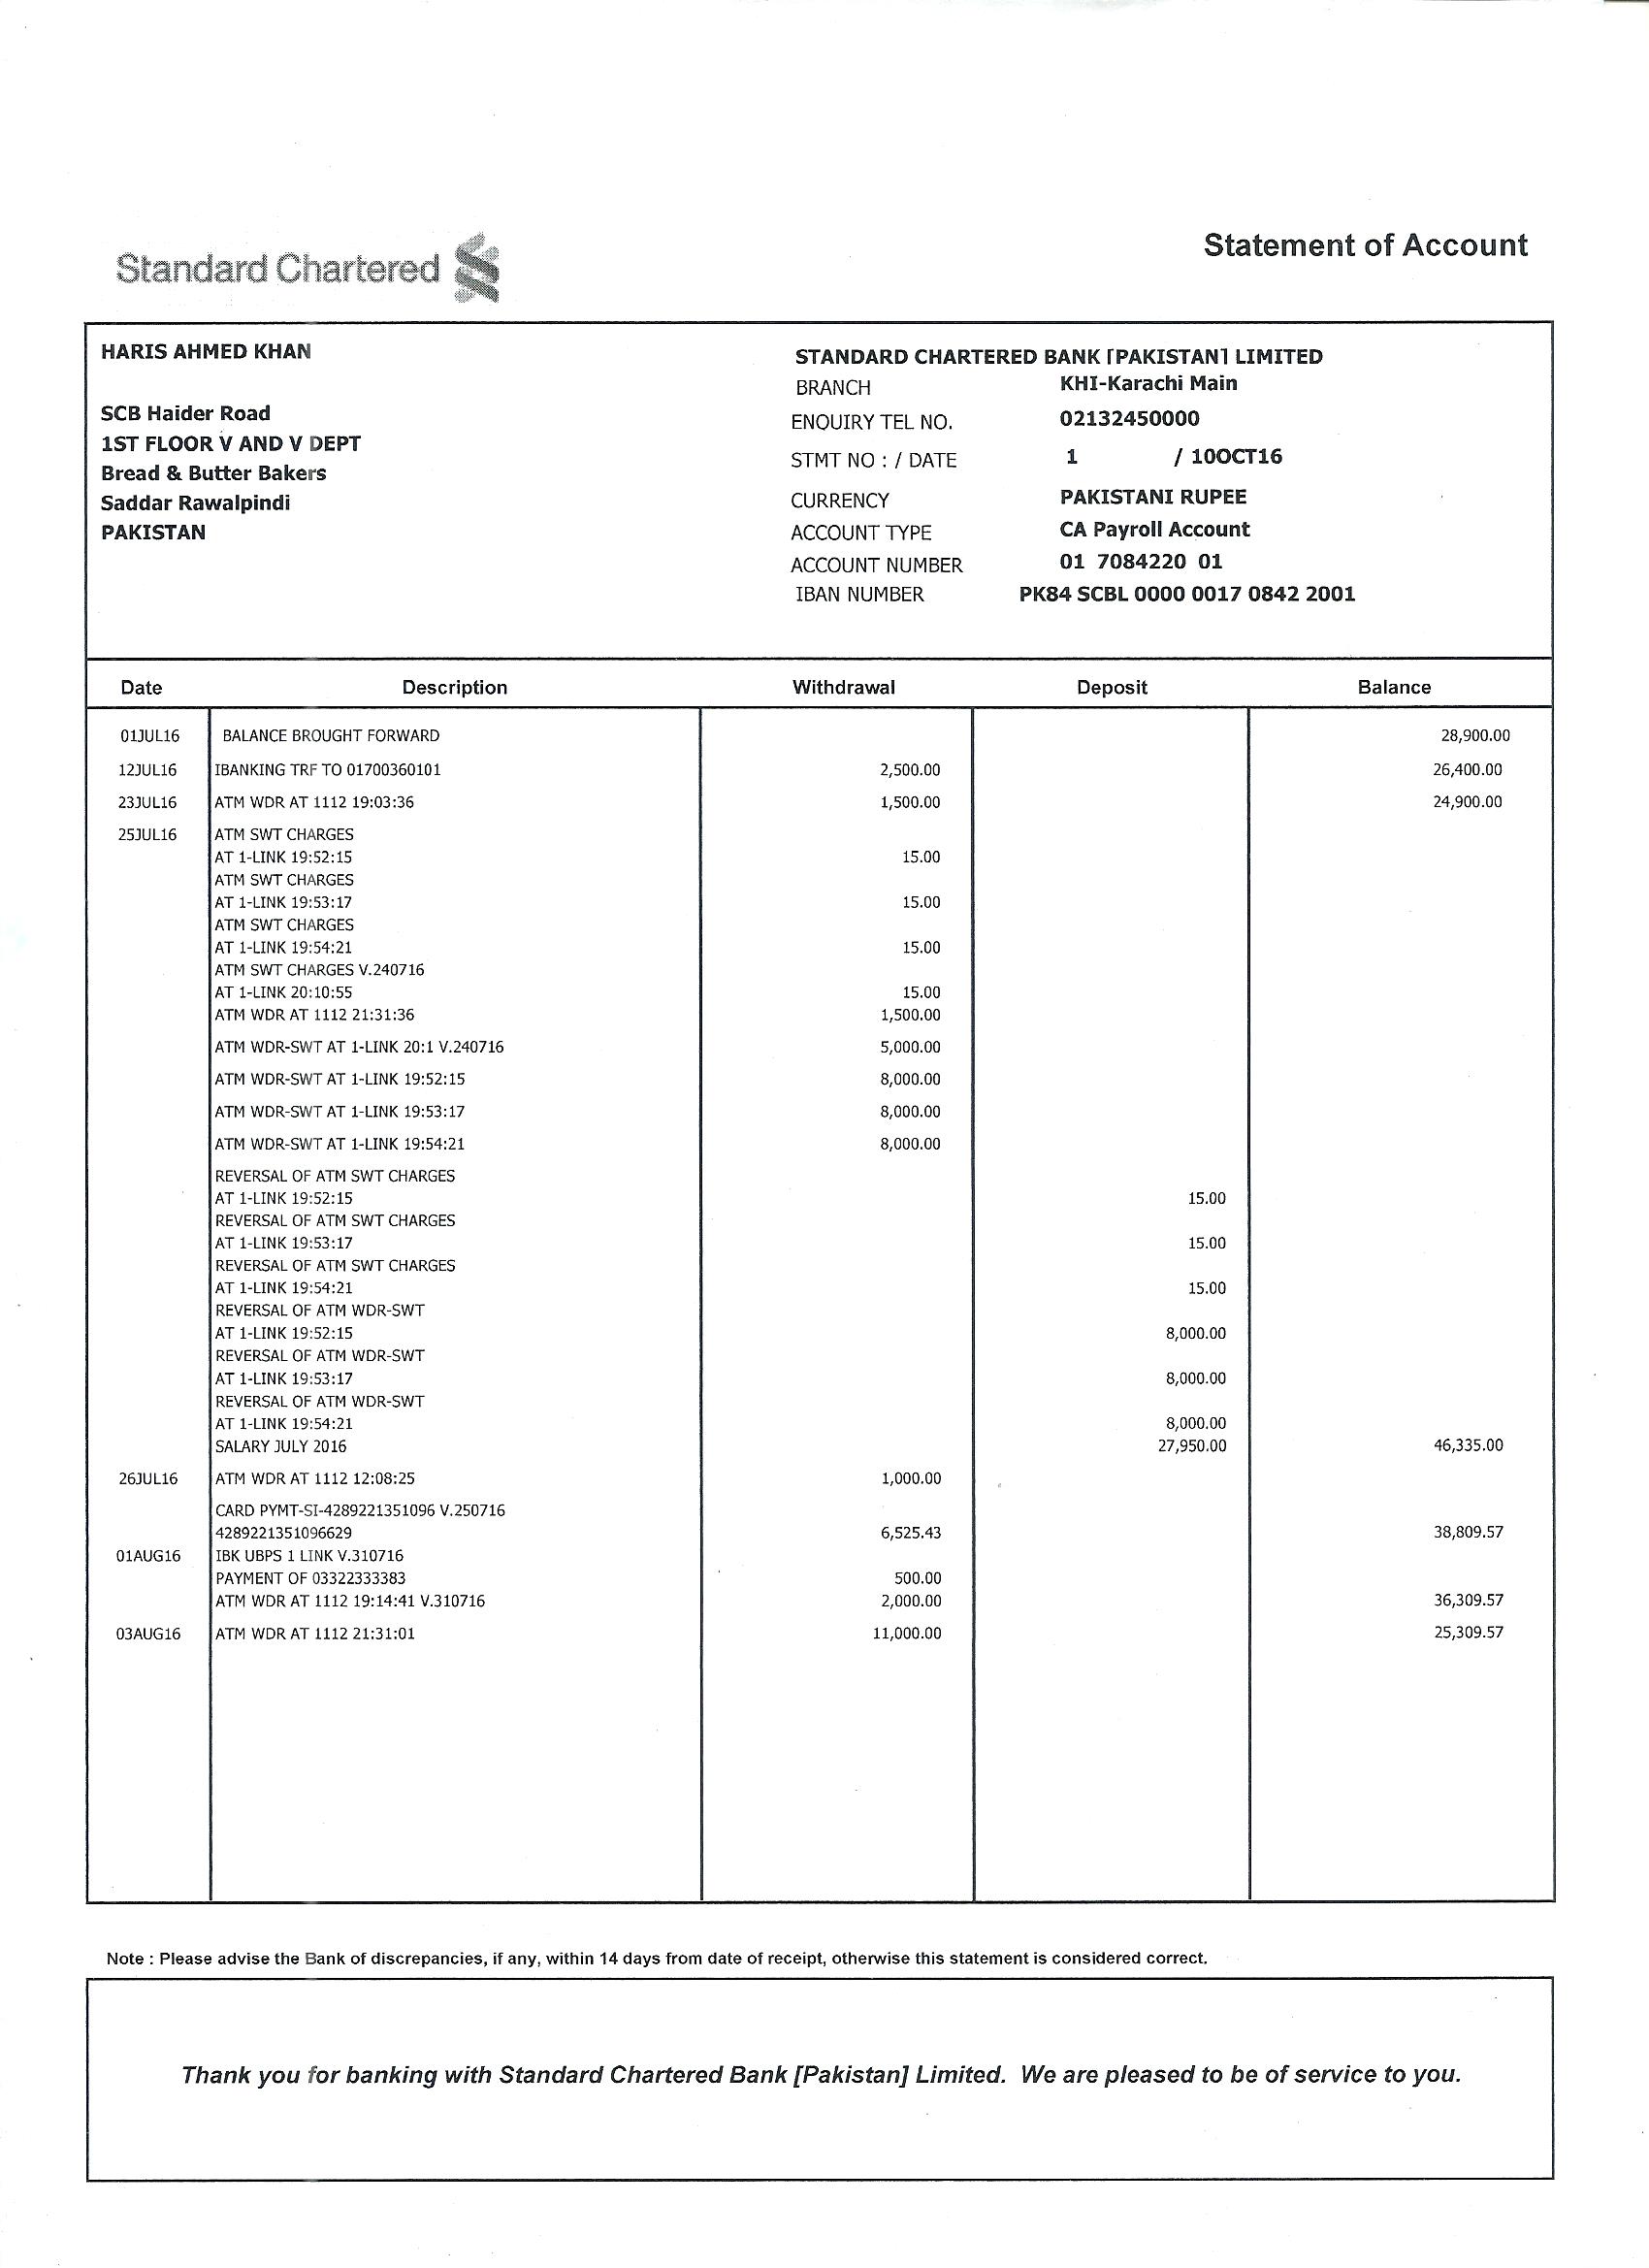 Standard Chartered
Statement of Account
HARIS AHMED KHAN
SCB Haider Road
1ST FLOOR V AND V DEPT
Bread & Butter Bakers
Saddar Rawalpindi
PAKISTAN
STANDARD CHARTERED BANK [PAKISTAN] LIMITED
BRANCH KHI-Karachi Main
ENQUIRY TEL NO. 02132450000
STMT NO : / DATE 1 / 10OCT16
CURRENCY PAKISTANI RUPEE
ACCOUNT TYPE CA Payroll Account
ACCOUNT NUMBER 01 7084220 01
IBAN NUMBER PK84 SCBL 0000 0017 0842 2001
Date Description Withdrawal Deposit Balance
01JUL16 BALANCE BROUGHT FORWARD 28,900.00
12JUL16 IBANKING TRF TO 01700360101 2,500.00 26,400.00
23JUL16 ATM WDR AT 1112 19:03:36 1,500.00 24,900.00
25JUL16 ATM SWT CHARGES
AT 1-LINK 19:52:15 15.00
ATM SWT CHARGES
AT 1-LINK 19:53:17 15.00
ATM SWT CHARGES
AT 1-LINK 19:54:21 15.00
ATM SWT CHARGES V.240716
AT 1-LINK 20:10:55 15.00
ATM WDR AT 1112 21:31:36 1,500.00
ATM WDR-SWT AT 1-LINK 20:1 V.240716 5,000.00
ATM WDR-SWT AT 1-LINK 19:52:15 8,000.00
ATM WDR-SWT AT 1-LINK 19:53:17 8,000.00
ATM WDR-SWT AT 1-LINK 19:54:21 8,000.00
REVERSAL OF ATM SWT CHARGES
AT 1-LINK 19:52:15 15.00
REVERSAL OF ATM SWT CHARGES
AT 1-LINK 19:53:17 15.00
REVERSAL OF ATM SWT CHARGES
AT 1-LINK 19:54:21 15.00
REVERSAL OF ATM WDR-SWT
AT 1-LINK 19:52:15 8,000.00
REVERSAL OF ATM WDR-SWT
AT 1-LINK 19:53:17 8,000.00
REVERSAL OF ATM WDR-SWT
AT 1-LINK 19:54:21 8,000.00
SALARY JULY 2016 27,950.00 46,335.00
26JUL16 ATM WDR AT 1112 12:08:25 1,000.00
CARD PYMT-SI-4289221351096 V.250716
4289221351096629 6,525.43 38,809.57
01AUG16 IBK UBPS 1 LINK V.310716
PAYMENT OF 03322333383 500.00
ATM WDR AT 1112 19:14:41 V.310716 2,000.00 36,309.57
03AUG16 ATM WDR AT 1112 21:31:01 11,000.00 25,309.57
Note : Please advise the Bank of discrepancies, if any, within 14 days from date of receipt, otherwise this statement is considered correct.
Thank you for banking with Standard Chartered Bank [Pakistan] Limited. We are pleased to be of service to you.